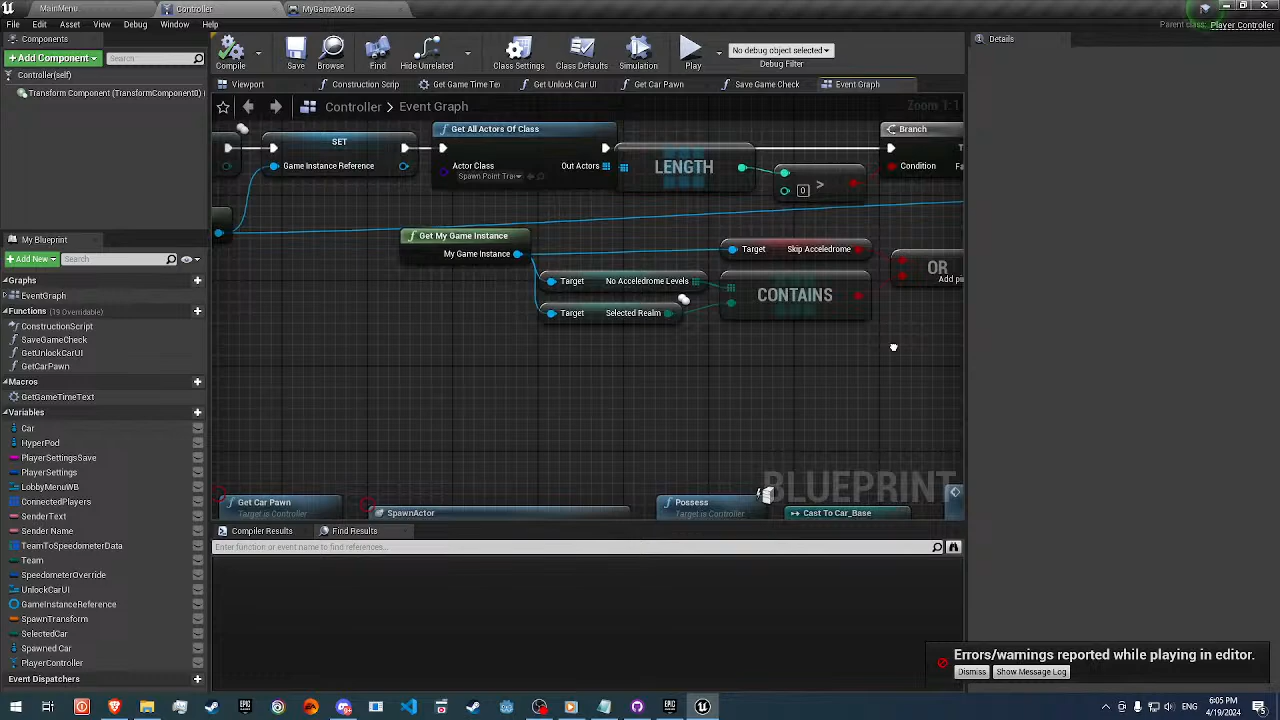 MainMenu
Controller
MyGameMode
File
Edit
Asset
View
Debug
Window
Help
Parent class:
Player Controller
Components
Add Component
Search
Controller(self)
Transform Component (TransformComponent0)
Compile
Save
Browse
Find
Hide Unrelated
Class Settings
Class Defaults
Simulation
Play
No debug object selected
Debug Filter
Details
Viewport
Construction Scrip
Get Game Time Te
Get Unlock Car UI
Get Car Pawn
Save Game Check
Event Graph
Controller
Event Graph
Zoom 1:1
SET
Game Instance Reference
Get All Actors Of Class
Actor Class
Out Actors
Spawn Point Tra
LENGTH
>
0
Branch
Condition
Get My Game Instance
My Game Instance
Target
Skip Acceledrome
Target
No Acceledrome Levels
Target
Selected Realm
CONTAINS
OR
Add pi
BLUEPRINT
Get Car Pawn
Target is Controller
SpawnActor
Possess
Target is Controller
Cast To Car_Base
My Blueprint
Add New
Search
Graphs
EventGraph
Functions (19 Overridable)
ConstructionScript
SaveGameCheck
GetUnlockCarUI
GetCarPawn
Macros
GetGameTimeText
Variables
Car
HyperPod
PlayerSettingsSave
PlayerSettings
LobbyMenuWB
ConnectedPlayers
SenderText
Sender Name
TeamToSpeedometerData
Team
SpeedometerOverride
UnlockCarUI
GameInstanceReference
SpawnTransform
SelectedCar
Spawned Car
PlayerController
Event Dispatchers
Compiler Results
Find Results
Enter function or event name to find references...
Errors/warnings reported while playing in editor.
Dismiss
Show Message Log
6:05 PM
4/19/2024